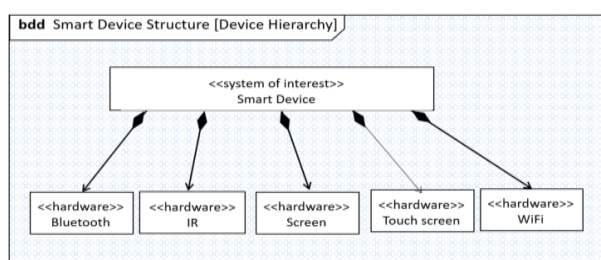 bdd Smart Device Structure [Device Hierarchy]
<<system of interest>>
Smart Device
<<hardware>>
Bluetooth
<<hardware>>
IR
<<hardware>>
Screen
<<hardware>>
Touch screen
<<hardware>>
WiFi